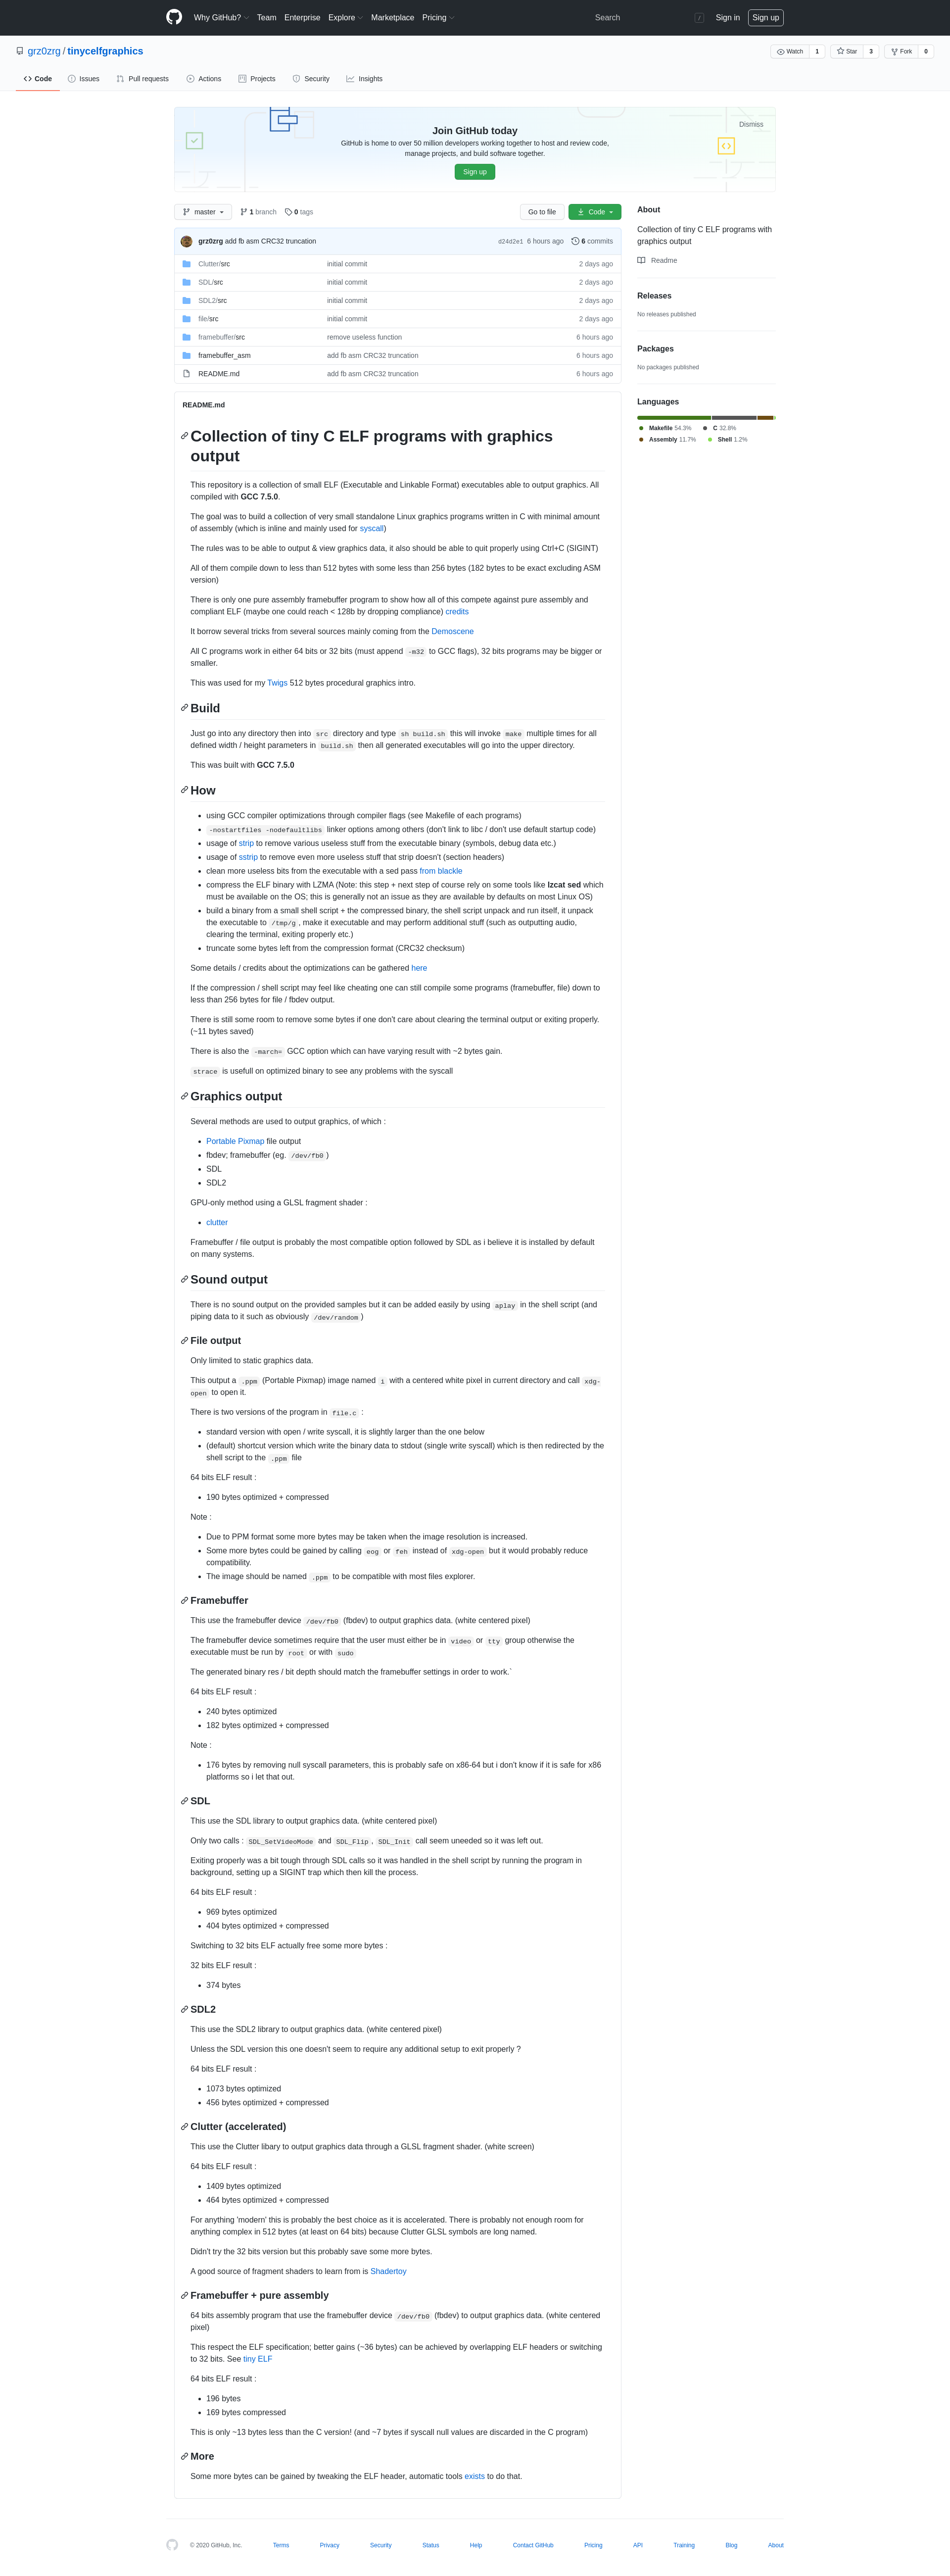 Why GitHub? Team Enterprise Explore Marketplace Pricing Search / Sign in Sign up
grz0zrg / tinycelfgraphics Watch 1 Star 3 Fork 0
Code Issues Pull requests Actions Projects Security Insights
Dismiss
Join GitHub today
GitHub is home to over 50 million developers working together to host and review code,
manage projects, and build software together.
Sign up
master 1 branch 0 tags Go to file Code
grz0zrg add fb asm CRC32 truncation d24d2e1 6 hours ago 6 commits
Clutter/src initial commit 2 days ago
SDL/src initial commit 2 days ago
SDL2/src initial commit 2 days ago
file/src initial commit 2 days ago
framebuffer/src remove useless function 6 hours ago
framebuffer_asm add fb asm CRC32 truncation 6 hours ago
README.md add fb asm CRC32 truncation 6 hours ago
About
Collection of tiny C ELF programs with
graphics output
Readme
Releases
No releases published
Packages
No packages published
Languages
Makefile 54.3% C 32.8%
Assembly 11.7% Shell 1.2%
README.md
Collection of tiny C ELF programs with graphics
output
This repository is a collection of small ELF (Executable and Linkable Format) executables able to output graphics. All
compiled with GCC 7.5.0.
The goal was to build a collection of very small standalone Linux graphics programs written in C with minimal amount
of assembly (which is inline and mainly used for syscall)
The rules was to be able to output & view graphics data, it also should be able to quit properly using Ctrl+C (SIGINT)
All of them compile down to less than 512 bytes with some less than 256 bytes (182 bytes to be exact excluding ASM
version)
There is only one pure assembly framebuffer program to show how all of this compete against pure assembly and
compliant ELF (maybe one could reach < 128b by dropping compliance) credits
It borrow several tricks from several sources mainly coming from the Demoscene
All C programs work in either 64 bits or 32 bits (must append -m32 to GCC flags), 32 bits programs may be bigger or
smaller.
This was used for my Twigs 512 bytes procedural graphics intro.
Build
Just go into any directory then into src directory and type sh build.sh this will invoke make multiple times for all
defined width / height parameters in build.sh then all generated executables will go into the upper directory.
This was built with GCC 7.5.0
How
using GCC compiler optimizations through compiler flags (see Makefile of each programs)
-nostartfiles -nodefaultlibs linker options among others (don't link to libc / don't use default startup code)
usage of strip to remove various useless stuff from the executable binary (symbols, debug data etc.)
usage of sstrip to remove even more useless stuff that strip doesn't (section headers)
clean more useless bits from the executable with a sed pass from blackle
compress the ELF binary with LZMA (Note: this step + next step of course rely on some tools like lzcat sed which
must be available on the OS; this is generally not an issue as they are available by defaults on most Linux OS)
build a binary from a small shell script + the compressed binary, the shell script unpack and run itself, it unpack
the executable to /tmp/g, make it executable and may perform additional stuff (such as outputting audio,
clearing the terminal, exiting properly etc.)
truncate some bytes left from the compression format (CRC32 checksum)
Some details / credits about the optimizations can be gathered here
If the compression / shell script may feel like cheating one can still compile some programs (framebuffer, file) down to
less than 256 bytes for file / fbdev output.
There is still some room to remove some bytes if one don't care about clearing the terminal output or exiting properly.
(~11 bytes saved)
There is also the -march= GCC option which can have varying result with ~2 bytes gain.
strace is usefull on optimized binary to see any problems with the syscall
Graphics output
Several methods are used to output graphics, of which :
Portable Pixmap file output
fbdev; framebuffer (eg. /dev/fb0)
SDL
SDL2
GPU-only method using a GLSL fragment shader :
clutter
Framebuffer / file output is probably the most compatible option followed by SDL as i believe it is installed by default
on many systems.
Sound output
There is no sound output on the provided samples but it can be added easily by using aplay in the shell script (and
piping data to it such as obviously /dev/random)
File output
Only limited to static graphics data.
This output a .ppm (Portable Pixmap) image named i with a centered white pixel in current directory and call xdg-
open to open it.
There is two versions of the program in file.c :
standard version with open / write syscall, it is slightly larger than the one below
(default) shortcut version which write the binary data to stdout (single write syscall) which is then redirected by the
shell script to the .ppm file
64 bits ELF result :
190 bytes optimized + compressed
Note :
Due to PPM format some more bytes may be taken when the image resolution is increased.
Some more bytes could be gained by calling eog or feh instead of xdg-open but it would probably reduce
compatibility.
The image should be named .ppm to be compatible with most files explorer.
Framebuffer
This use the framebuffer device /dev/fb0 (fbdev) to output graphics data. (white centered pixel)
The framebuffer device sometimes require that the user must either be in video or tty group otherwise the
executable must be run by root or with sudo
The generated binary res / bit depth should match the framebuffer settings in order to work.`
64 bits ELF result :
240 bytes optimized
182 bytes optimized + compressed
Note :
176 bytes by removing null syscall parameters, this is probably safe on x86-64 but i don't know if it is safe for x86
platforms so i let that out.
SDL
This use the SDL library to output graphics data. (white centered pixel)
Only two calls : SDL_SetVideoMode and SDL_Flip, SDL_Init call seem uneeded so it was left out.
Exiting properly was a bit tough through SDL calls so it was handled in the shell script by running the program in
background, setting up a SIGINT trap which then kill the process.
64 bits ELF result :
969 bytes optimized
404 bytes optimized + compressed
Switching to 32 bits ELF actually free some more bytes :
32 bits ELF result :
374 bytes
SDL2
This use the SDL2 library to output graphics data. (white centered pixel)
Unless the SDL version this one doesn't seem to require any additional setup to exit properly ?
64 bits ELF result :
1073 bytes optimized
456 bytes optimized + compressed
Clutter (accelerated)
This use the Clutter libary to output graphics data through a GLSL fragment shader. (white screen)
64 bits ELF result :
1409 bytes optimized
464 bytes optimized + compressed
For anything 'modern' this is probably the best choice as it is accelerated. There is probably not enough room for
anything complex in 512 bytes (at least on 64 bits) because Clutter GLSL symbols are long named.
Didn't try the 32 bits version but this probably save some more bytes.
A good source of fragment shaders to learn from is Shadertoy
Framebuffer + pure assembly
64 bits assembly program that use the framebuffer device /dev/fb0 (fbdev) to output graphics data. (white centered
pixel)
This respect the ELF specification; better gains (~36 bytes) can be achieved by overlapping ELF headers or switching
to 32 bits. See tiny ELF
64 bits ELF result :
196 bytes
169 bytes compressed
This is only ~13 bytes less than the C version! (and ~7 bytes if syscall null values are discarded in the C program)
More
Some more bytes can be gained by tweaking the ELF header, automatic tools exists to do that.
© 2020 GitHub, Inc. Terms Privacy Security Status Help Contact GitHub Pricing API Training Blog About